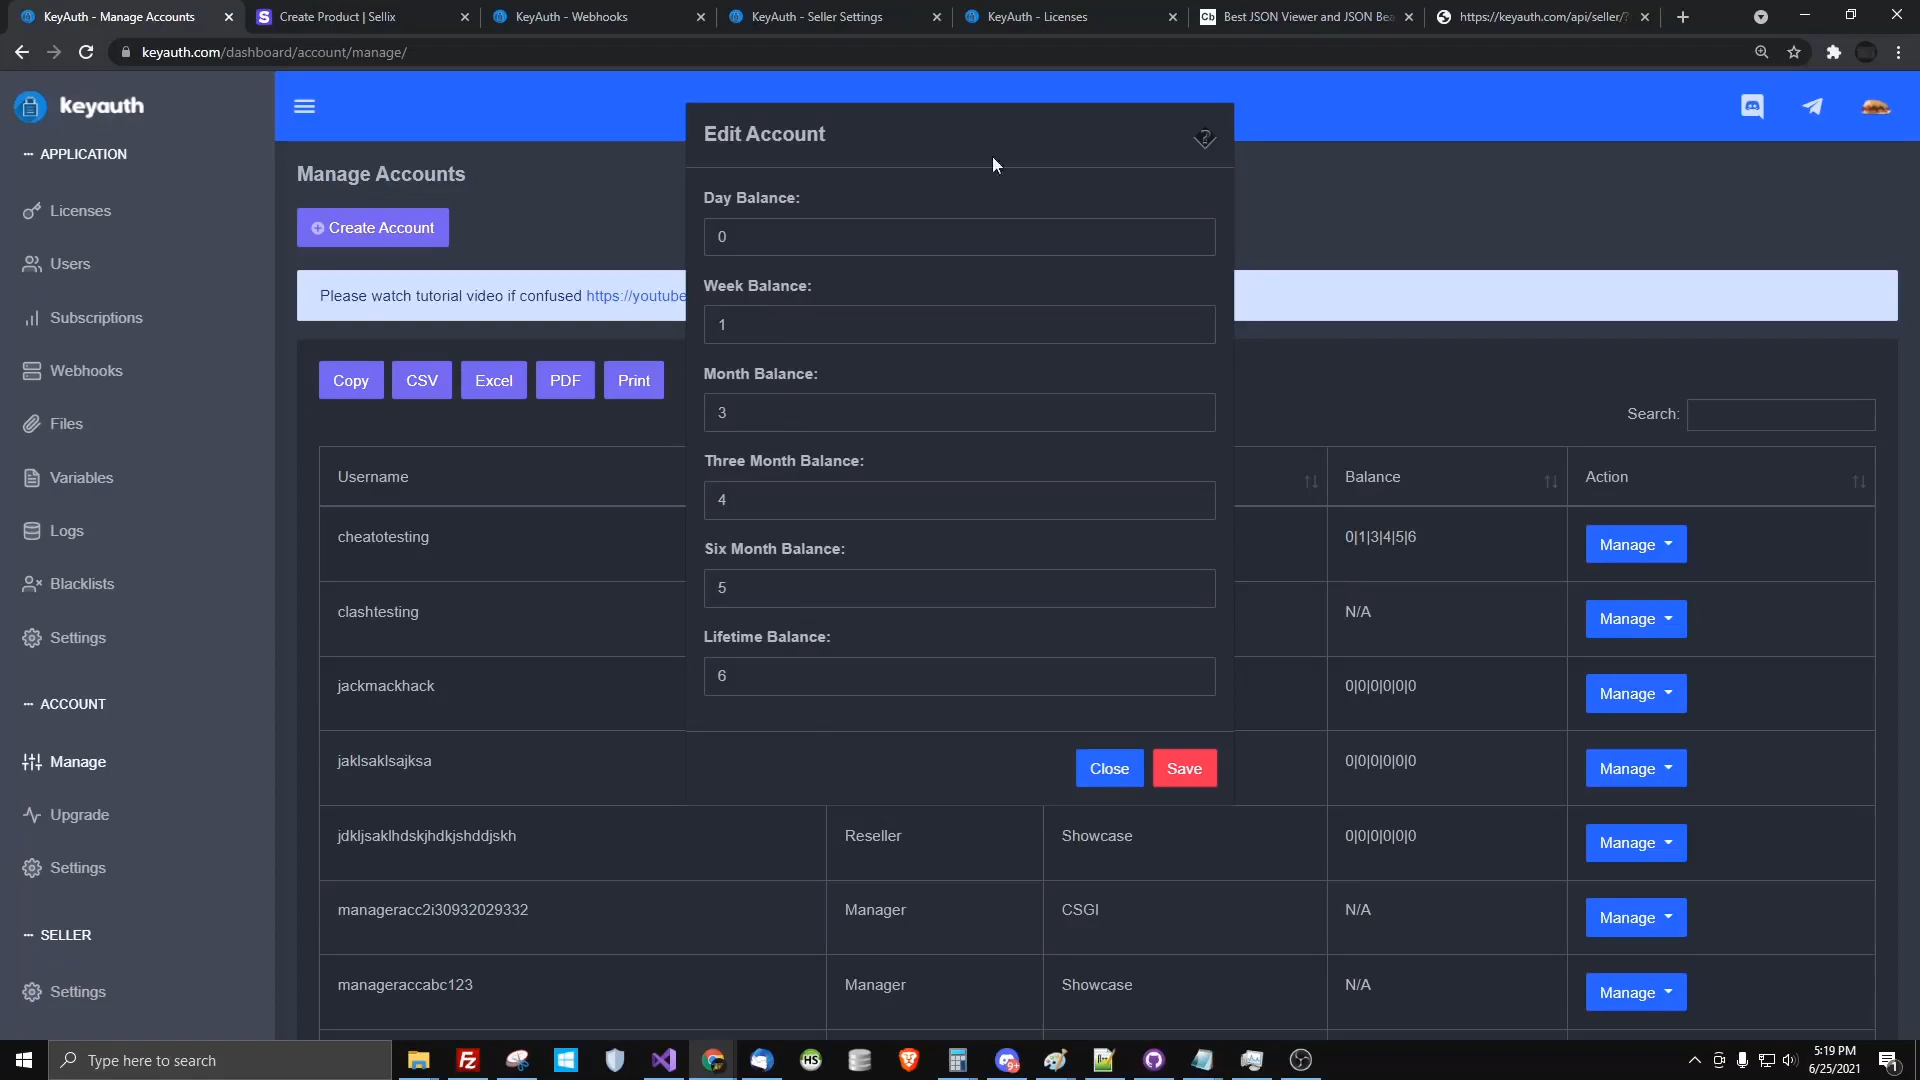 KeyAuth - Manage Accounts
Create Product | Sellix
KeyAuth - Webhooks
KeyAuth - Seller Settings
KeyAuth - Licenses
Cb
Best JSON Viewer and JSON Bea
https://keyauth.com/api/seller/?
keyauth.com/dashboard/account/manage/
keyauth
Edit Account
APPLICATION
Manage Accounts
Create Account
Licenses
Users
Subscriptions
Webhooks
Files
Variables
Logs
Blacklists
Settings
ACCOUNT
Manage
Upgrade
Settings
SELLER
Settings
Please watch tutorial video if confused https://youtube
Copy
CSV
Excel
PDF
Print
Search:
Day Balance:
0
Week Balance:
1
Month Balance:
3
Three Month Balance:
4
Six Month Balance:
5
Lifetime Balance:
6
Close
Save
Username
Balance
Action
cheatotesting
0|1|3|4|5|6
Manage
clashtesting
N/A
Manage
jackmackhack
0|0|0|0|0|0
Manage
jaklsaklsajksa
0|0|0|0|0|0
Manage
jdkljsaklhdskjhdkjshddjskh
Reseller
Showcase
0|0|0|0|0|0
Manage
manageracc2i30932029332
Manager
CSGI
N/A
Manage
manageraccabc123
Manager
Showcase
N/A
Manage
Type here to search
HS
9+
5:19 PM
6/25/2021
1